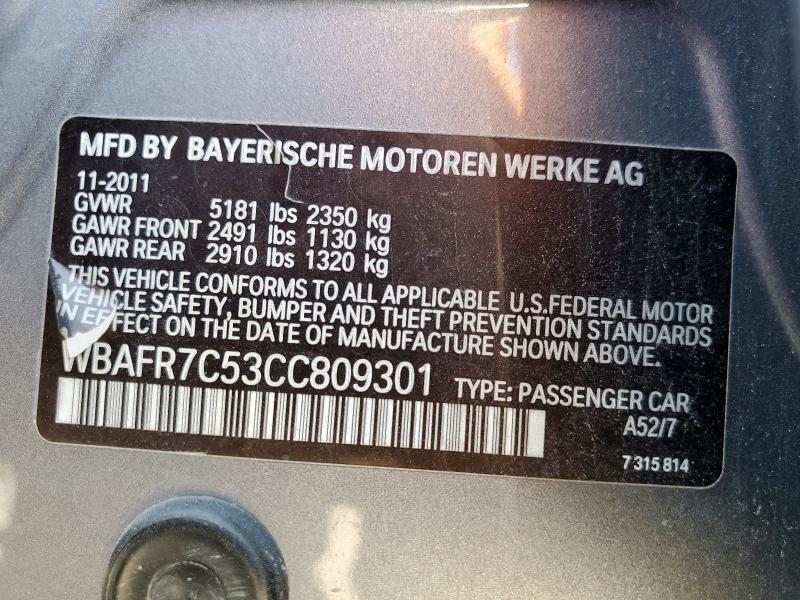 MFD BY BAYERISCHE MOTOREN WERKE AG
11-2011
GVWR 5181 lbs 2350 kg
GAWR FRONT 2491 lbs 1130 kg
GAWR REAR 2910 lbs 1320 kg
THIS VEHICLE CONFORMS TO ALL APPLICABLE U.S.FEDERAL MOTOR
VEHICLE SAFETY, BUMPER AND THEFT PREVENTION STANDARDS
IN EFFECT ON THE DATE OF MANUFACTURE SHOWN ABOVE.
WBAFR7C53CC809301 TYPE: PASSENGER CAR
A52/7
7 315 814